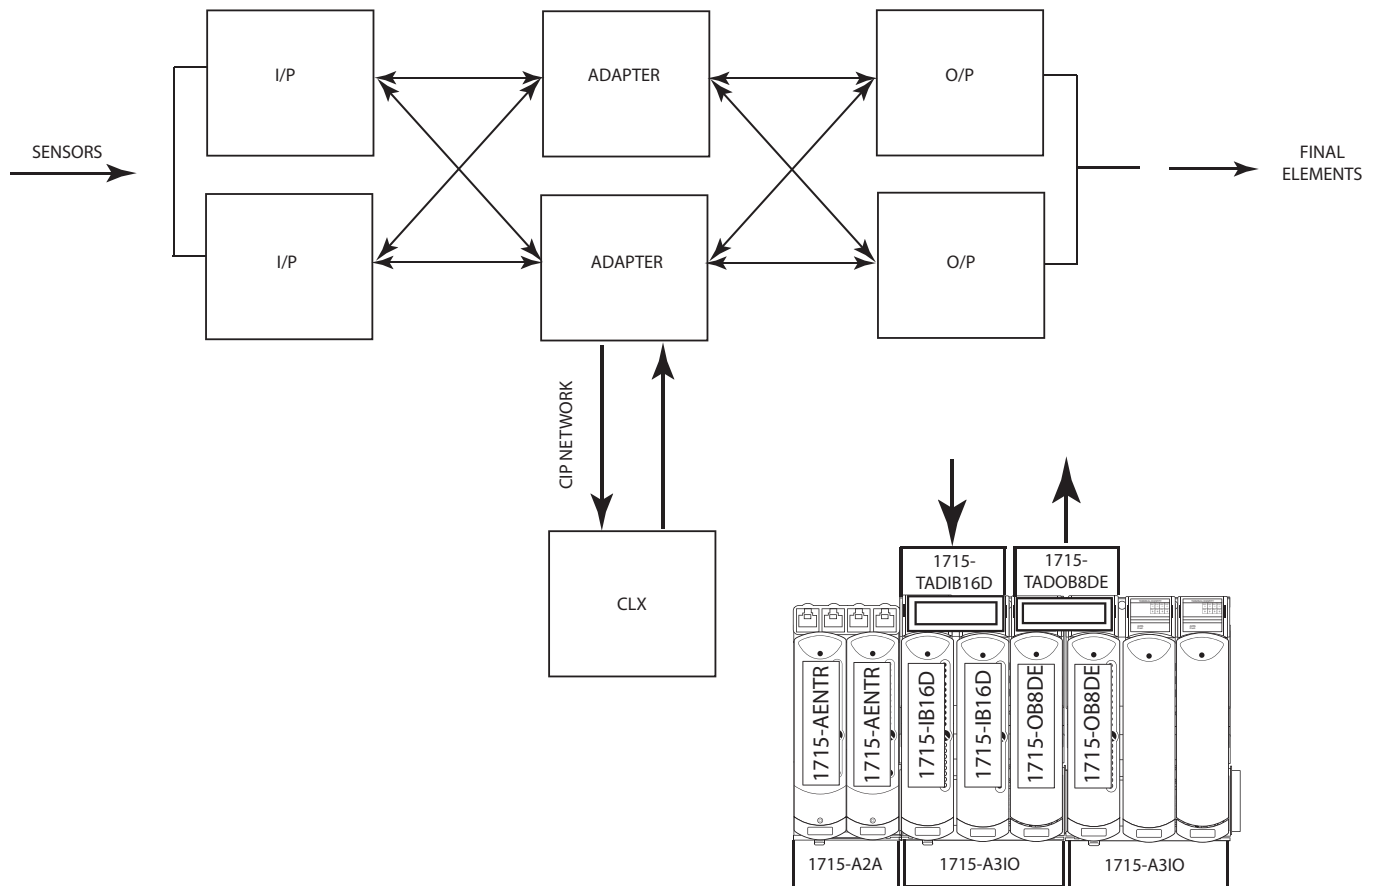 I/P
ADAPTER
O/P
SENSORS
FINAL
ELEMENTS
I/P
ADAPTER
O/P
CIP NETWORK
CLX
1715-
TADIB16D
1715-
TADOB8DE
1715-AENTR
1715-AENTR
1715-IB16D
1715-IB16D
1715-OB8DE
1715-OB8DE
1715-A2A
1715-A3IO
1715-A3IO